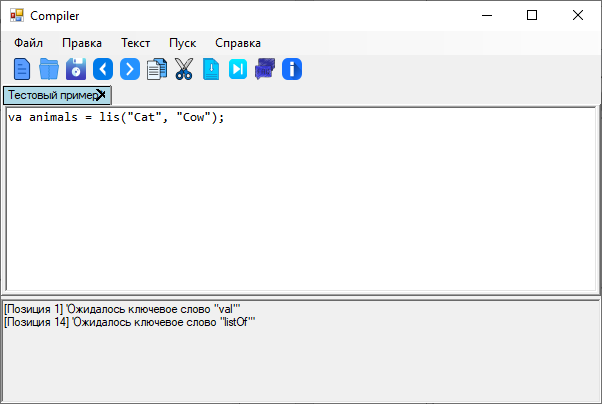 Compiler
Файл Правка Текст Пуск Справка
Тестовый пример
va animals = lis("Cat", "Cow");
[Позиция 1] 'Ожидалось ключевое слово "val"'
[Позиция 14] 'Ожидалось ключевое слово "listOf"'